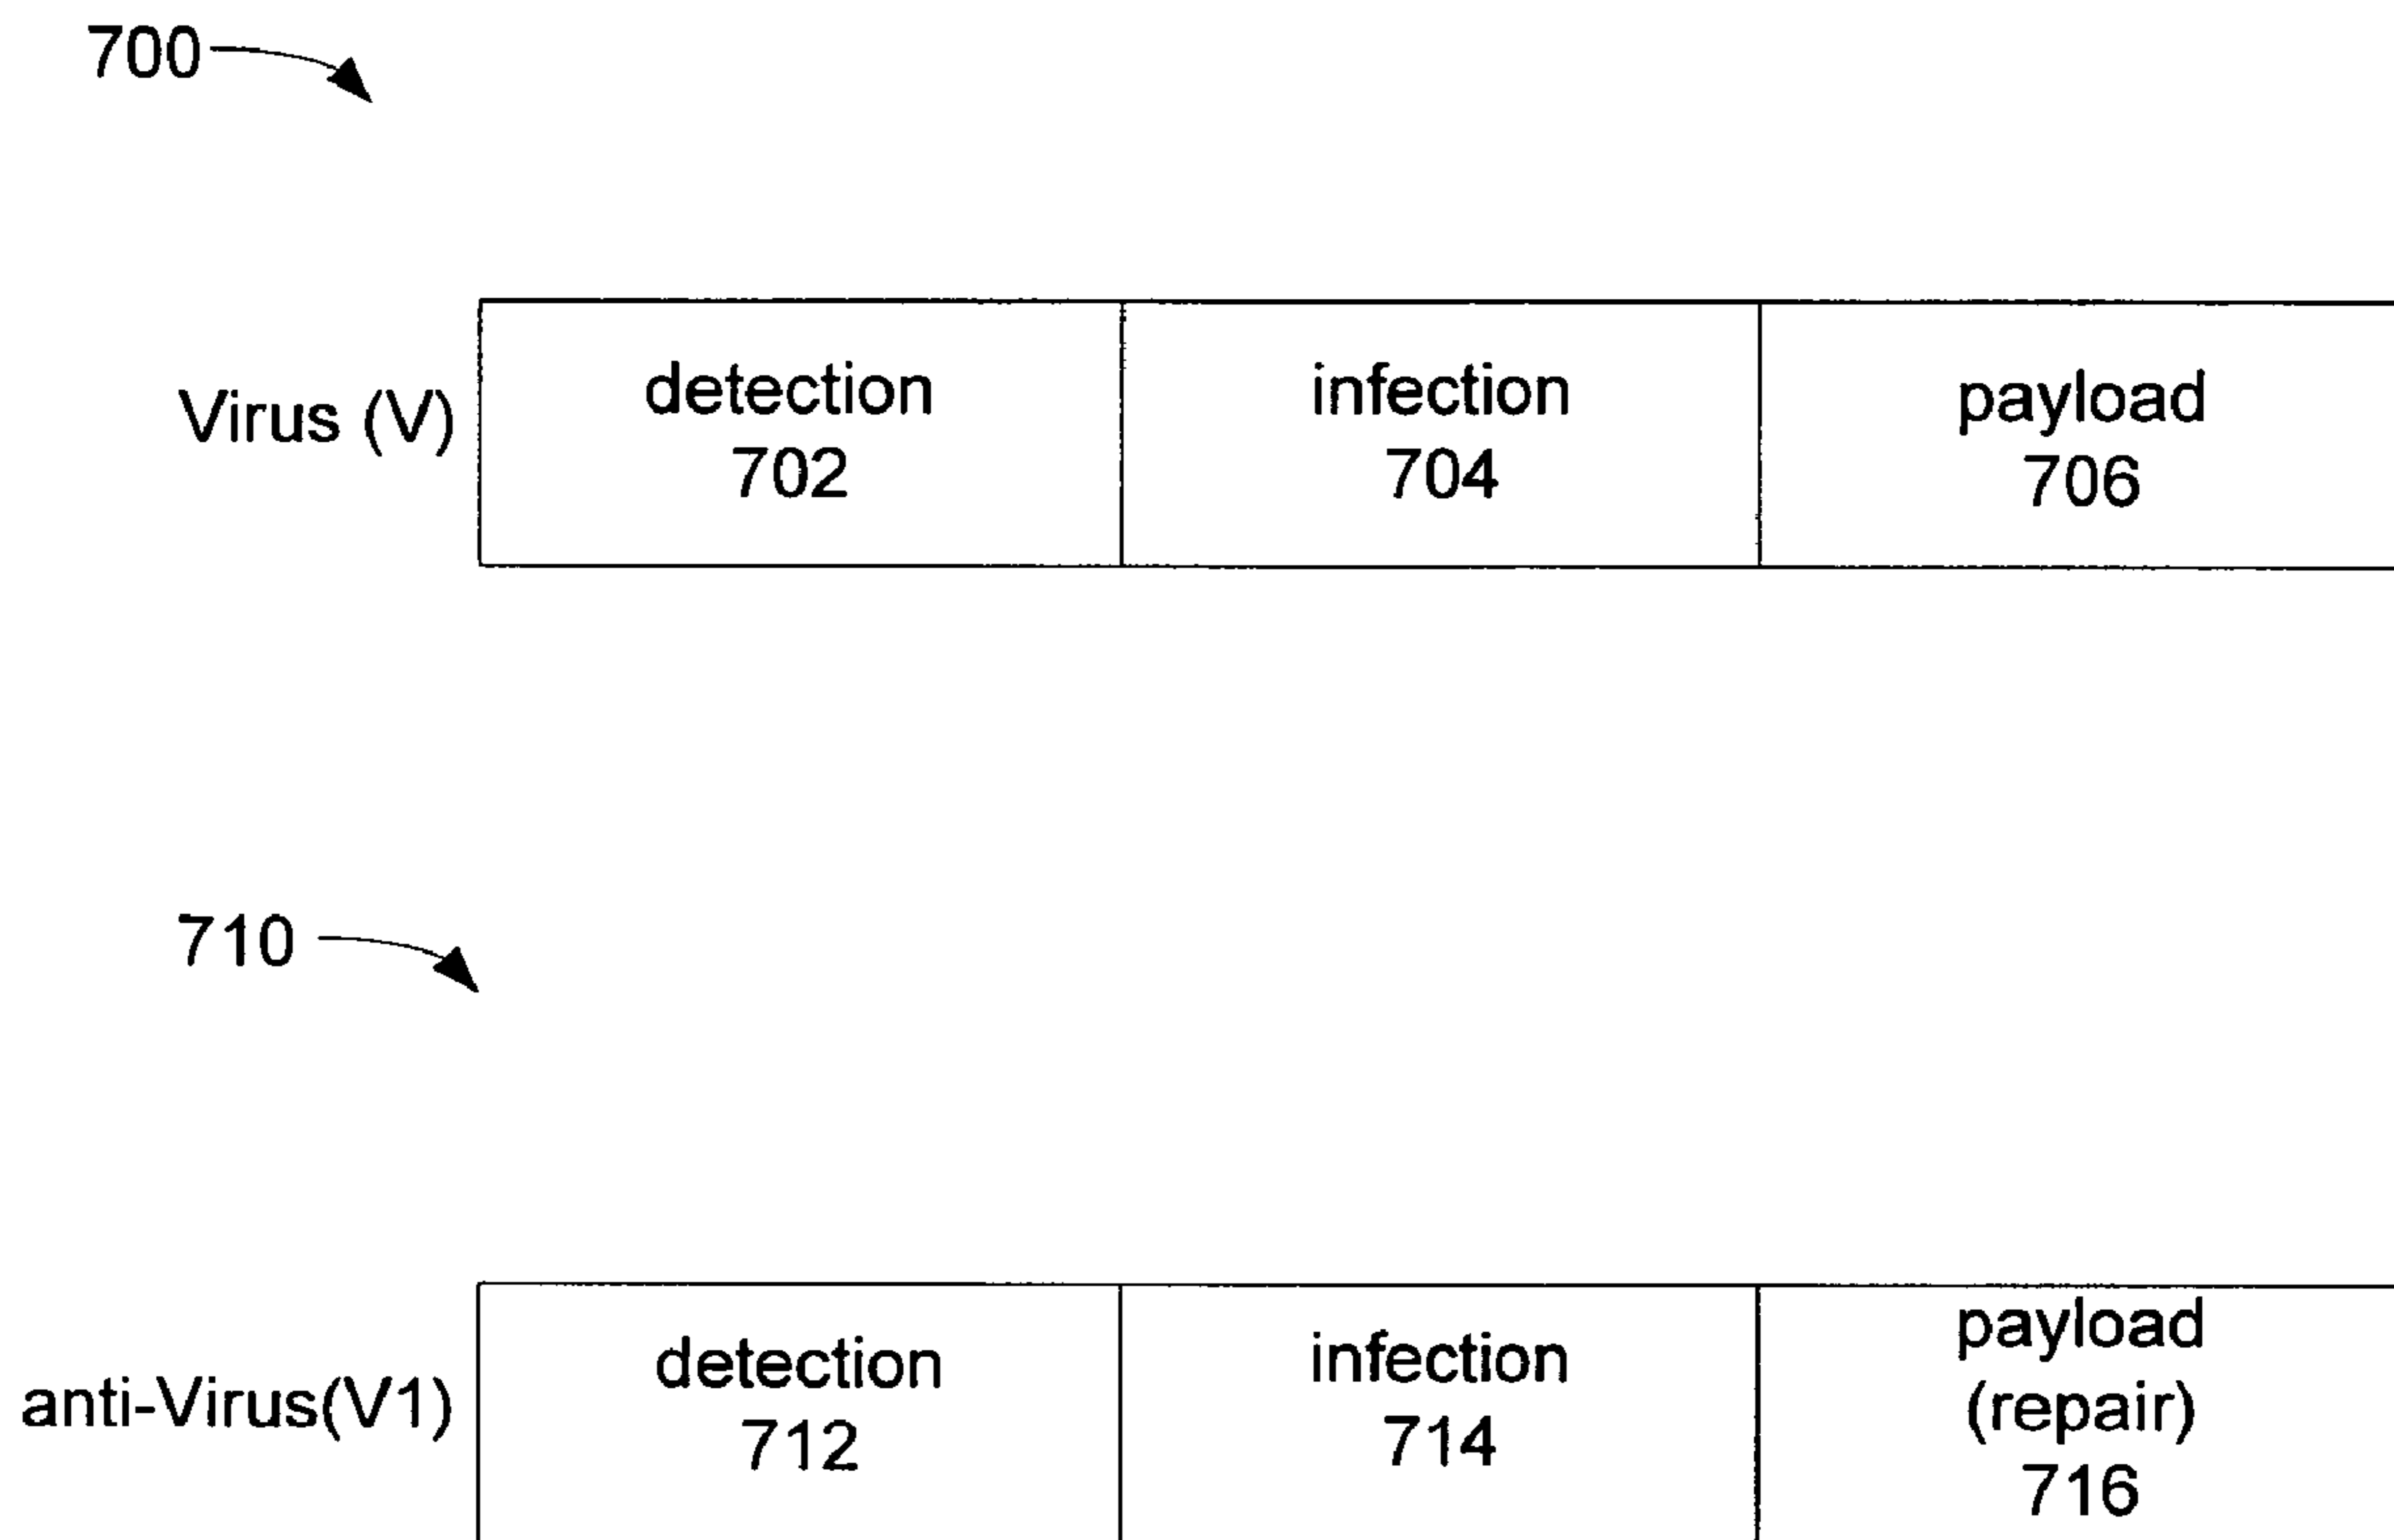 700
Virus (V)
detection
702
infection
704
payload
706
710
anti-Virus(V1)
detection
712
infection
714
payload
(repair)
716